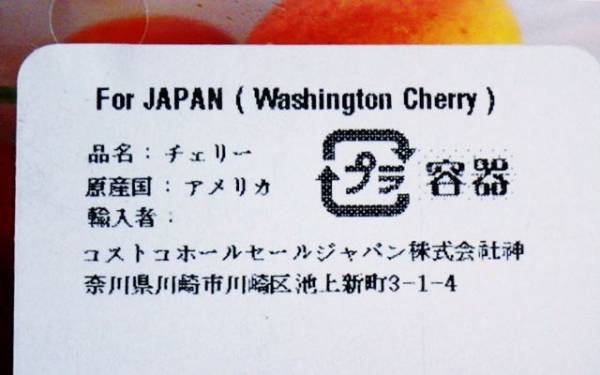 For JAPAN ( Washington Cherry )
品名：チェリー
原産国：アメリカ
プラ 容器
輸入者：
コストコホールセールジャパン株式会社神
奈川県川崎市川崎区池上新町3-1-4